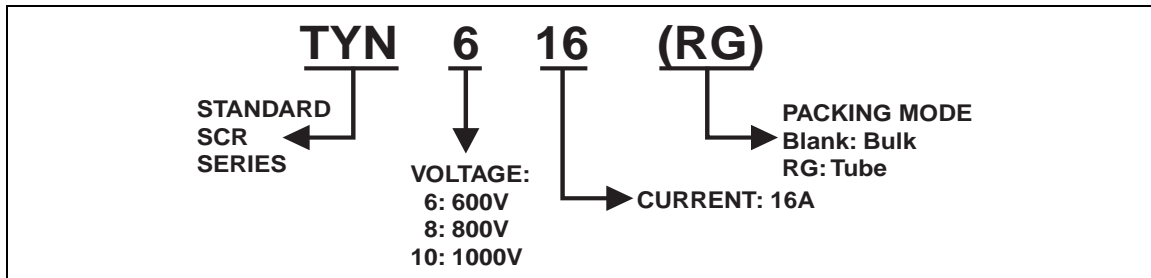 TYN 6 16 (RG)
STANDARD
SCR
SERIES
VOLTAGE:
6: 600V
8: 800V
10: 1000V
CURRENT: 16A
PACKING MODE
Blank: Bulk
RG: Tube